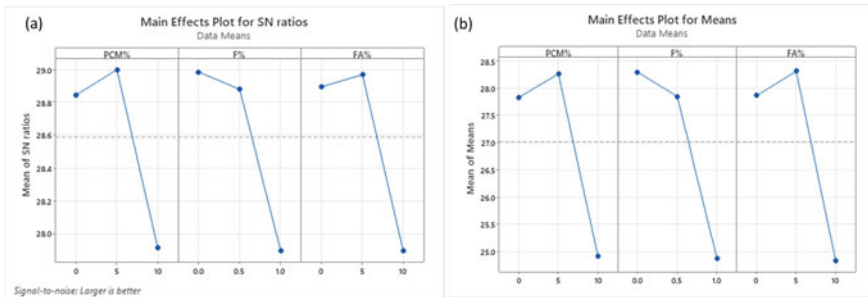 (a)
Main Effects Plot for SN ratios
Data Means
PCM% F% FA%
Mean of SN ratios
29.0
28.8
28.6
28.4
28.2
28.0
0 5 10 0.0 0.5 1.0 0 5 10
Signal-to-noise: Larger is better
(b)
Main Effects Plot for Means
Data Means
PCM% F% FA%
Mean of Means
28.5
28.0
27.5
27.0
26.5
26.0
25.5
25.0
0 5 10 0.0 0.5 1.0 0 5 10